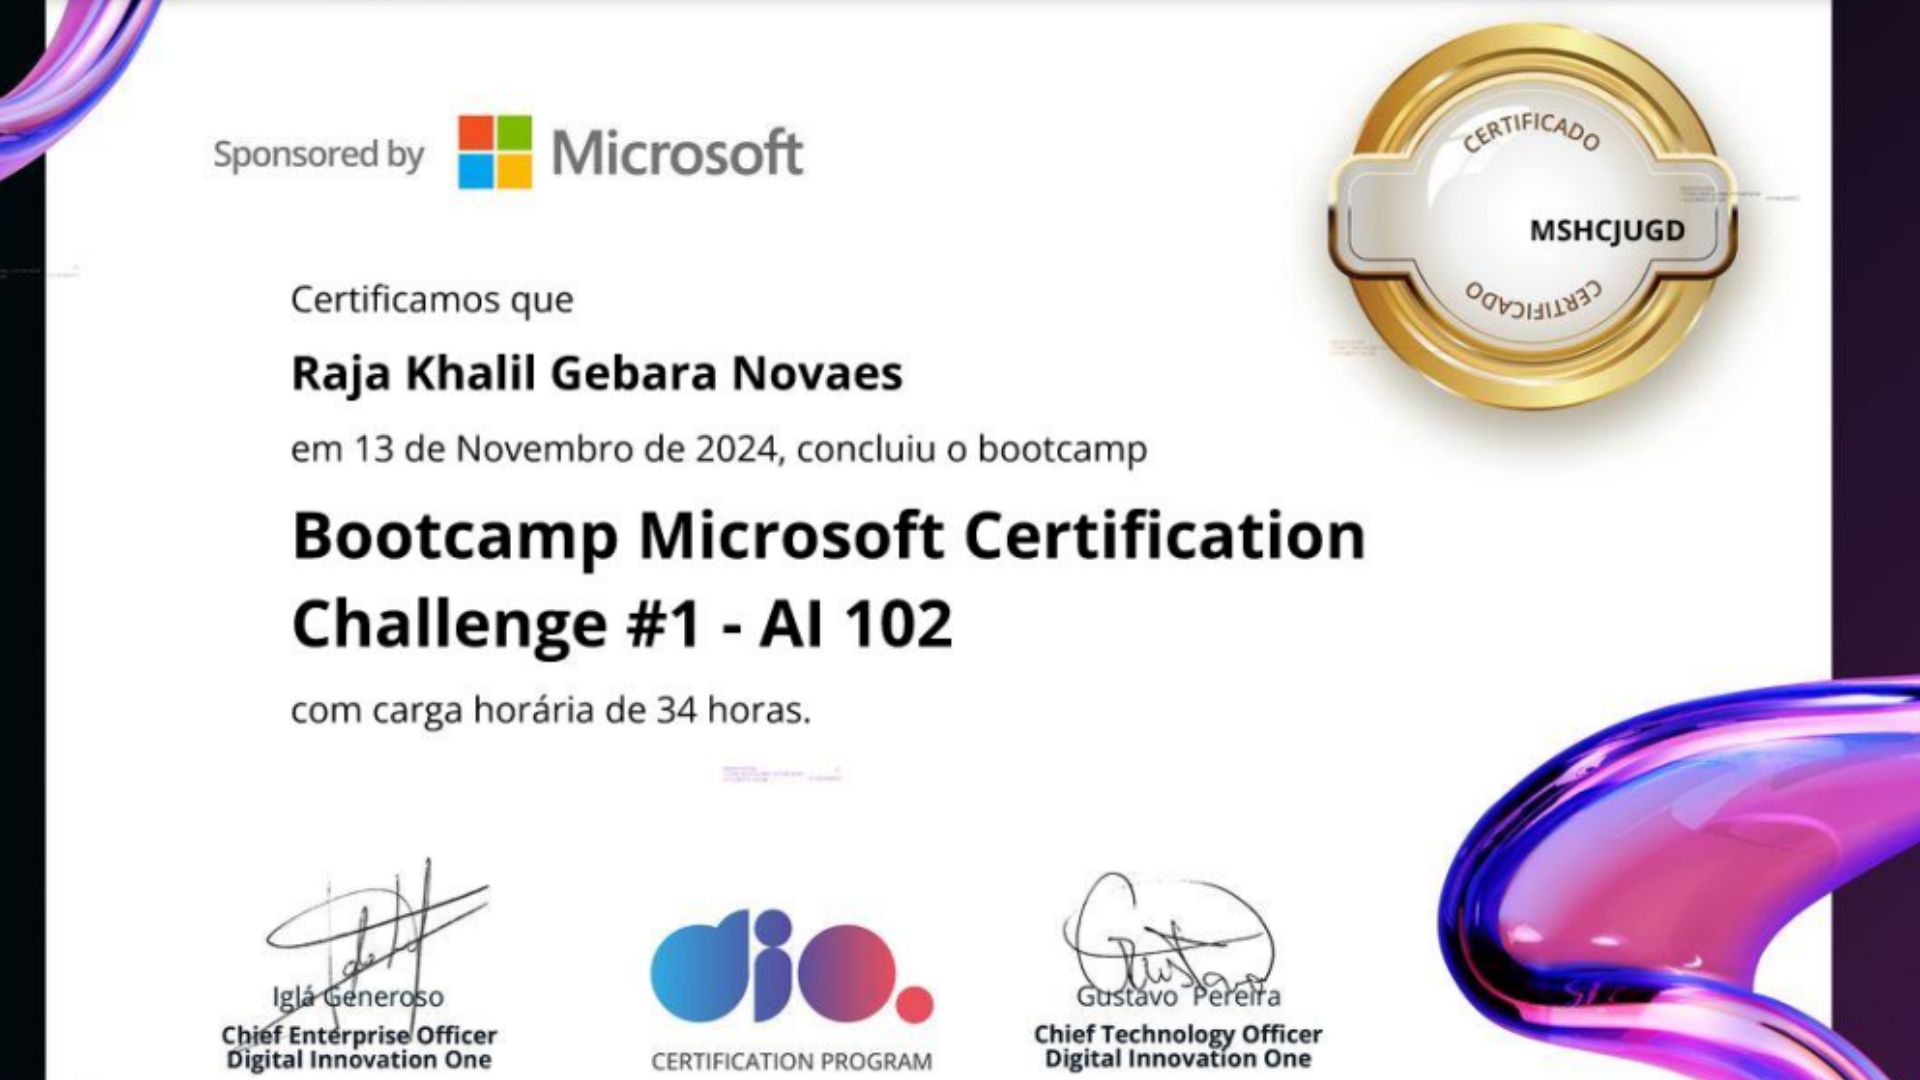 Sponsored by Microsoft
CERTIFICADO
MSHCJUGD
CERTIFICADO
Certificamos que
Raja Khalil Gebara Novaes
em 13 de Novembro de 2024, concluiu o bootcamp
Bootcamp Microsoft Certification
Challenge #1 - AI 102
com carga horária de 34 horas.
Iglá Generoso
Chief Enterprise Officer
Digital Innovation One
dio.
CERTIFICATION PROGRAM
Gustavo
Gustavo Pereira
Chief Technology Officer
Digital Innovation One